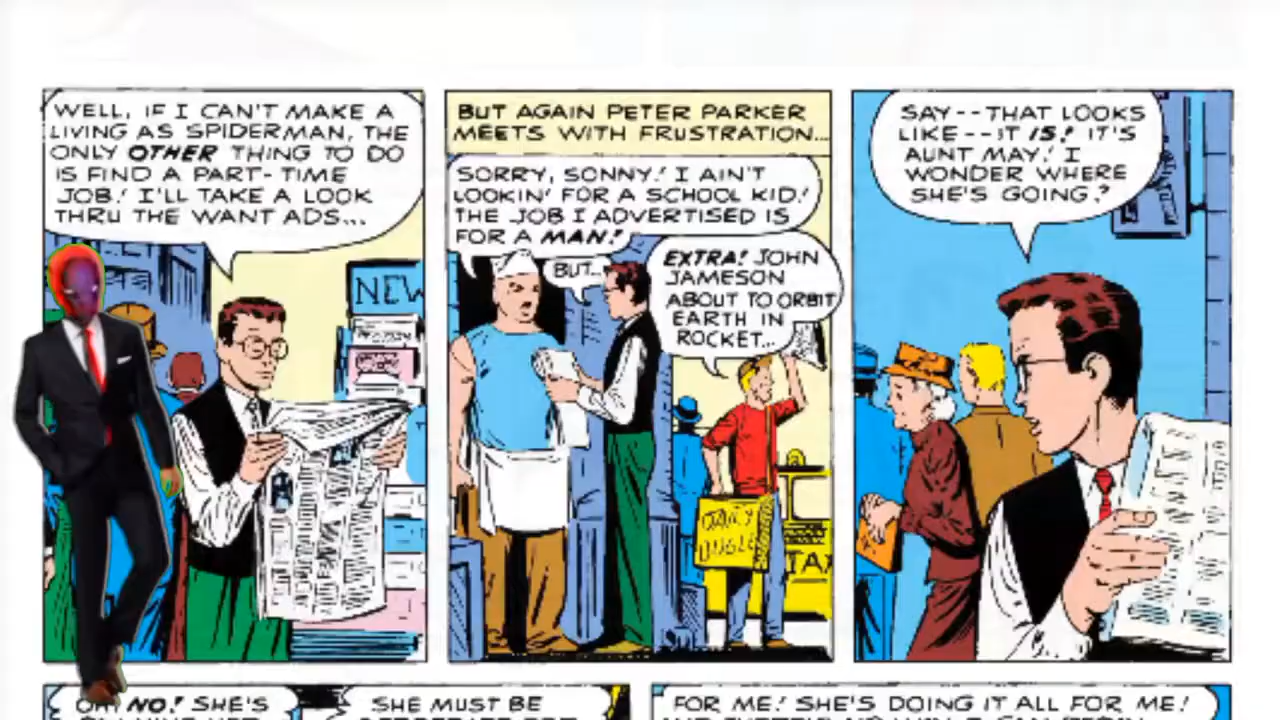 WELL, IF I CAN'T MAKE A
LIVING AS SPIDERMAN, THE
ONLY OTHER THING TO DO
IS FIND A PART-TIME
JOB! I'LL TAKE A LOOK
THRU THE WANT ADS...
NEW
BUT AGAIN PETER PARKER
MEETS WITH FRUSTRATION...
SORRY, SONNY! I AIN'T
LOOKIN' FOR A SCHOOL KID!
THE JOB I ADVERTISED IS
FOR A MAN!
BUT...
EXTRA! JOHN
JAMESON
ABOUT TO ORBIT
EARTH IN
ROCKET...
DAILY
BUGLE
TAX
SAY--THAT LOOKS
LIKE--IT IS! IT'S
AUNT MAY! I
WONDER WHERE
SHE'S GOING?
OH, NO! SHE'S
SHE MUST BE
FOR ME! SHE'S DOING IT ALL FOR ME!